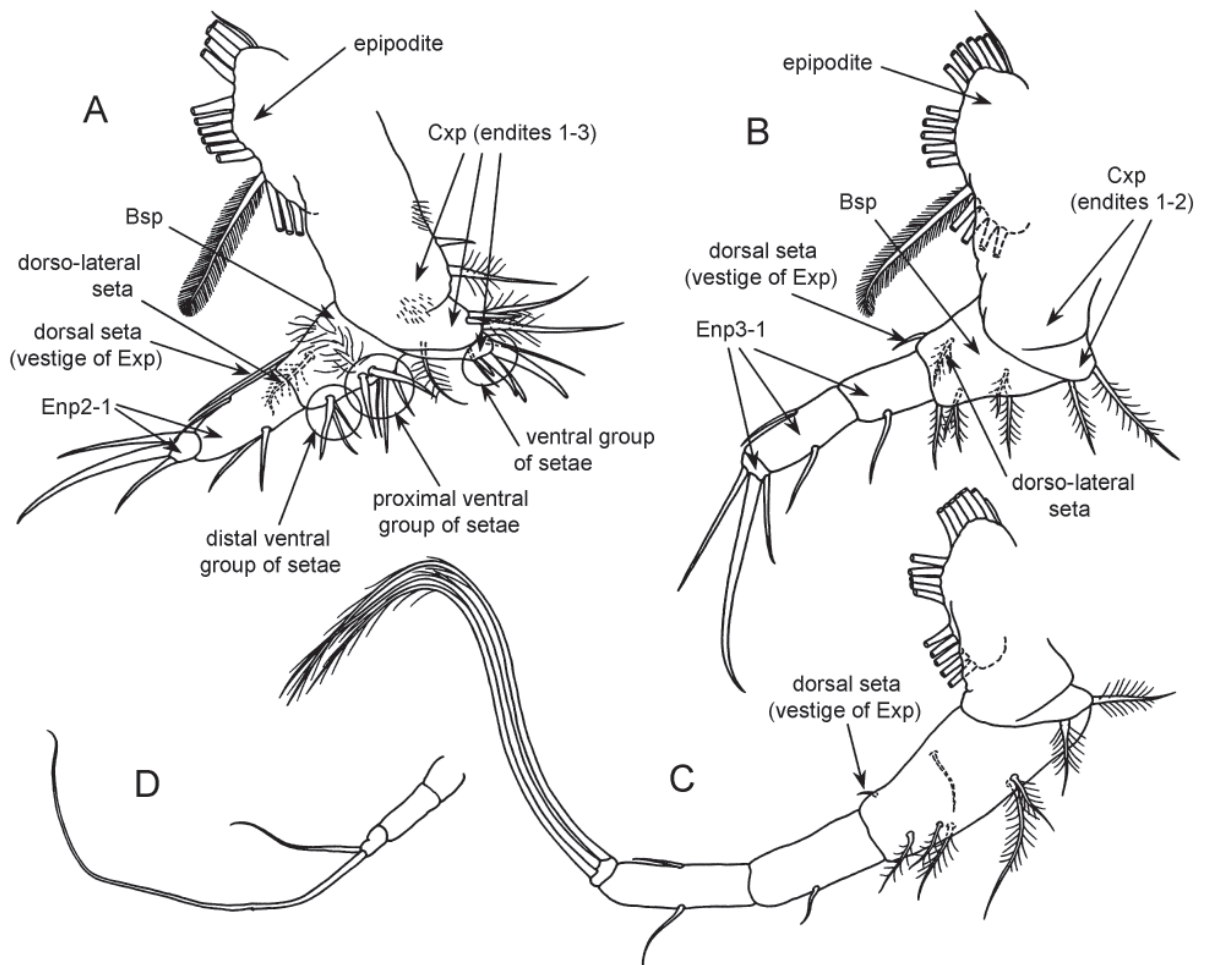 A
epipodite
Cxp (endites 1-3)
Bsp
dorso-lateral
seta
dorsal seta
(vestige of Exp)
Enp2-1
ventral group
of setae
proximal ventral
group of setae
distal ventral
group of setae
B
epipodite
Cxp
(endites 1-2)
Bsp
dorsal seta
(vestige of Exp)
Enp3-1
dorso-lateral
seta
dorsal seta
(vestige of Exp)
C
D